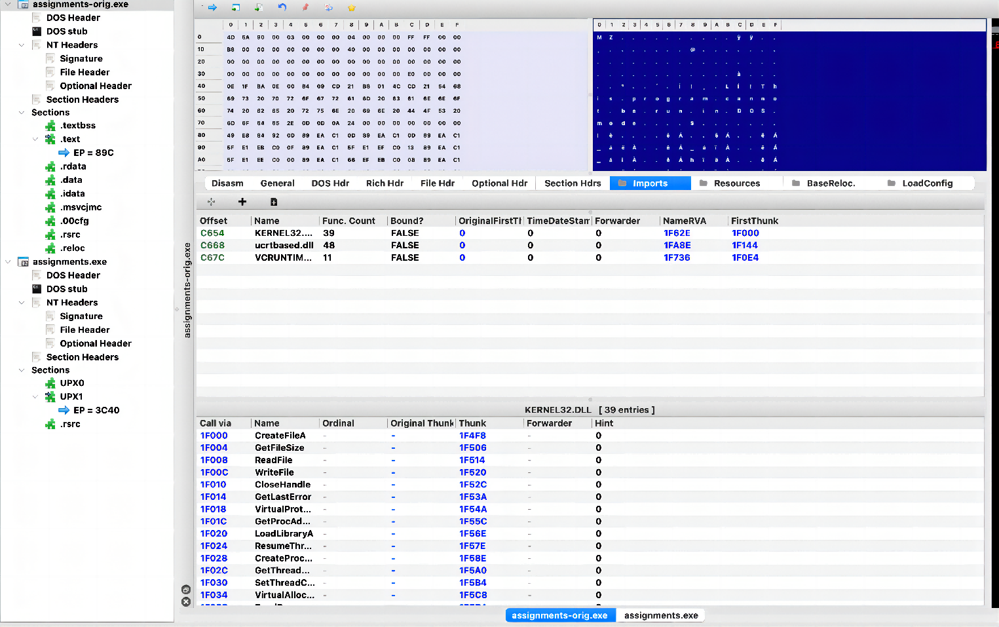 assignments-orig.exe
DOS Header
DOS stub
NT Headers
Signature
File Header
Optional Header
Section Headers
Sections
.textbss
.text
EP = 89C
.rdata
.data
.idata
.msvcjmc
.00cfg
.rsrc
.reloc
assignments.exe
DOS Header
DOS stub
NT Headers
Signature
File Header
Optional Header
Section Headers
Sections
UPX0
UPX1
EP = 3C40
.rsrc
assignments-orig.exe
0 1 2 3 4 5 6 7 8 9 A B C D E F
0 4D 5A 90 00 03 00 00 00 04 00 00 00 FF FF 00 00
10 B8 00 00 00 00 00 00 00 40 00 00 00 00 00 00 00
20 00 00 00 00 00 00 00 00 00 00 00 00 00 00 00 00
30 00 00 00 00 00 00 00 00 00 00 00 00 E0 00 00 00
40 0E 1F BA 0E 00 B4 09 CD 21 B8 01 4C CD 21 54 68
50 69 73 20 70 72 6F 67 72 61 6D 20 63 61 6E 6E 6F
60 74 20 62 65 20 72 75 6E 20 69 6E 20 44 4F 53 20
70 6D 6F 64 65 2E 0D 0D 0A 24 00 00 00 00 00 00 00
80 49 E8 84 92 0D 89 EA C1 0D 89 EA C1 0D 89 EA C1
90 5F E1 EB C0 0F 89 EA C1 5F E1 EF C0 13 89 EA C1
A0 5F E1 EE C0 00 89 EA C1 66 EF EB C0 08 89 EA C1
0 1 2 3 4 5 6 7 8 9 A B C D E F
M Z . . . . . . . . . . ÿ ÿ . .
¸ . . . . . . . @ . . . . . . .
. . . . . . . . . . . . . . . .
. . . . . . . . . . . . à . . .
. . º . . ´ . Í ! ¸ . L Í ! T h
i s . p r o g r a m . c a n n o
t . b e . r u n . i n . D O S .
m o d e . . . . $ . . . . . . .
I è . . . . ê Á . . ê Á . . ê Á
_ á ë À . . ê Á _ á ï À . . ê Á
_ á î À . . ê Á f ï ë À . . ê Á
Disasm General DOS Hdr Rich Hdr File Hdr Optional Hdr Section Hdrs Imports Resources BaseReloc. LoadConfig
Offset Name Func. Count Bound? OriginalFirstTh TimeDateStam Forwarder NameRVA FirstThunk
C654 KERNEL32.... 39 FALSE 0 0 0 1F62E 1F000
C668 ucrtbased.dll 48 FALSE 0 0 0 1FA8E 1F144
C67C VCRUNTIM... 11 FALSE 0 0 0 1F736 1F0E4
KERNEL32.DLL [ 39 entries ]
Call via Name Ordinal Original Thunk Thunk Forwarder Hint
1F000 CreateFileA - - 1F4F8 - 0
1F004 GetFileSize - - 1F506 - 0
1F008 ReadFile - - 1F514 - 0
1F00C WriteFile - - 1F520 - 0
1F010 CloseHandle - - 1F52C - 0
1F014 GetLastError - - 1F53A - 0
1F018 VirtualProt... - - 1F54A - 0
1F01C GetProcAd... - - 1F55C - 0
1F020 LoadLibraryA - - 1F56E - 0
1F024 ResumeThr... - - 1F57E - 0
1F028 CreateProc... - - 1F58E - 0
1F02C GetThread... - - 1F5A0 - 0
1F030 SetThreadC... - - 1F5B4 - 0
1F034 VirtualAlloc... - - 1F5C8 - 0
assignments-orig.exe assignments.exe